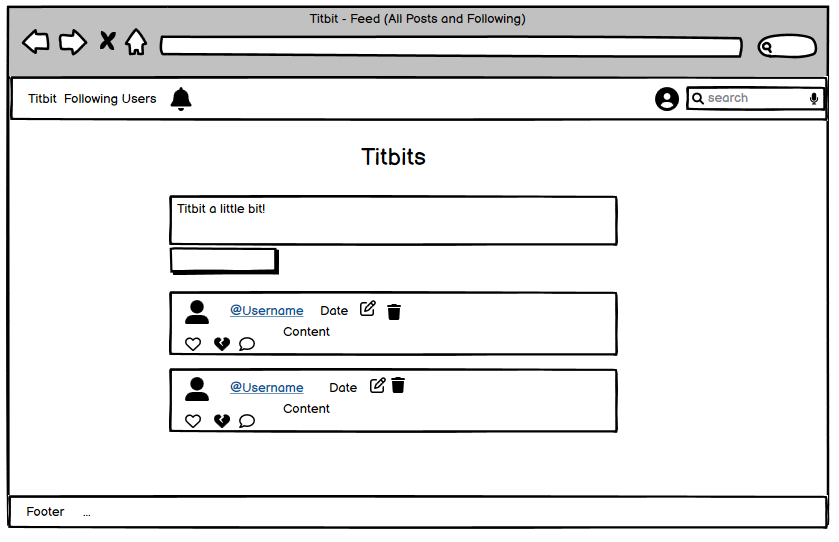 Titbit - Feed (All Posts and Following)
Titbit Following Users
search
Titbits
Titbit a little bit!
@Username Date
Content
@Username Date
Content
Footer ...